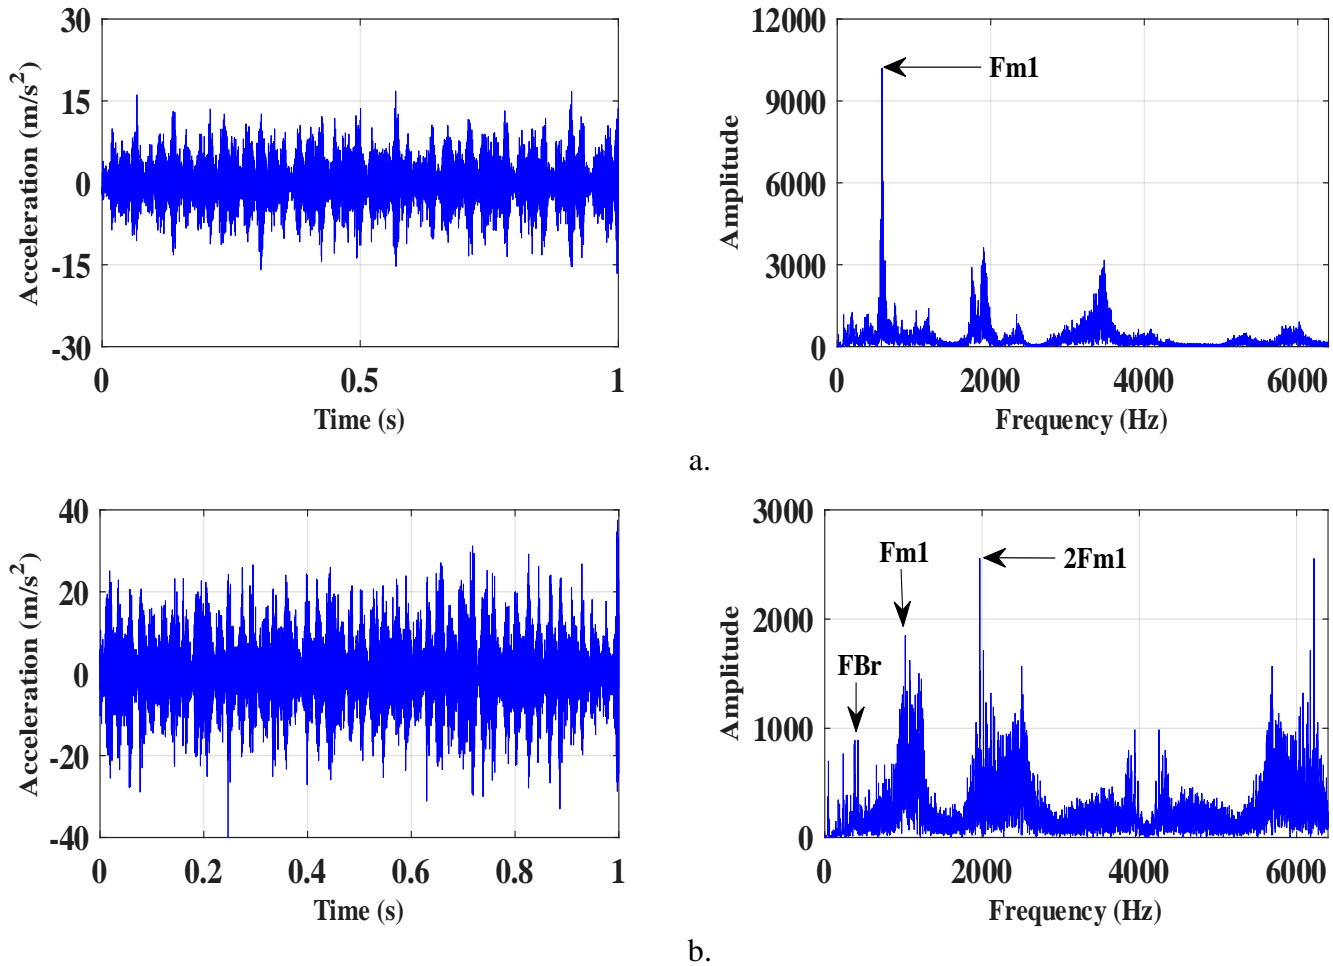 30
15
0
-15
-30
0
0.5
1
Acceleration (m/s²)
Time (s)
12000
9000
6000
3000
0
0
2000
4000
6000
Amplitude
Frequency (Hz)
Fm1
a.
40
20
0
-20
-40
0
0.2
0.4
0.6
0.8
1
Acceleration (m/s²)
Time (s)
3000
2000
1000
0
0
2000
4000
6000
Amplitude
Frequency (Hz)
FBr
Fm1
2Fm1
b.